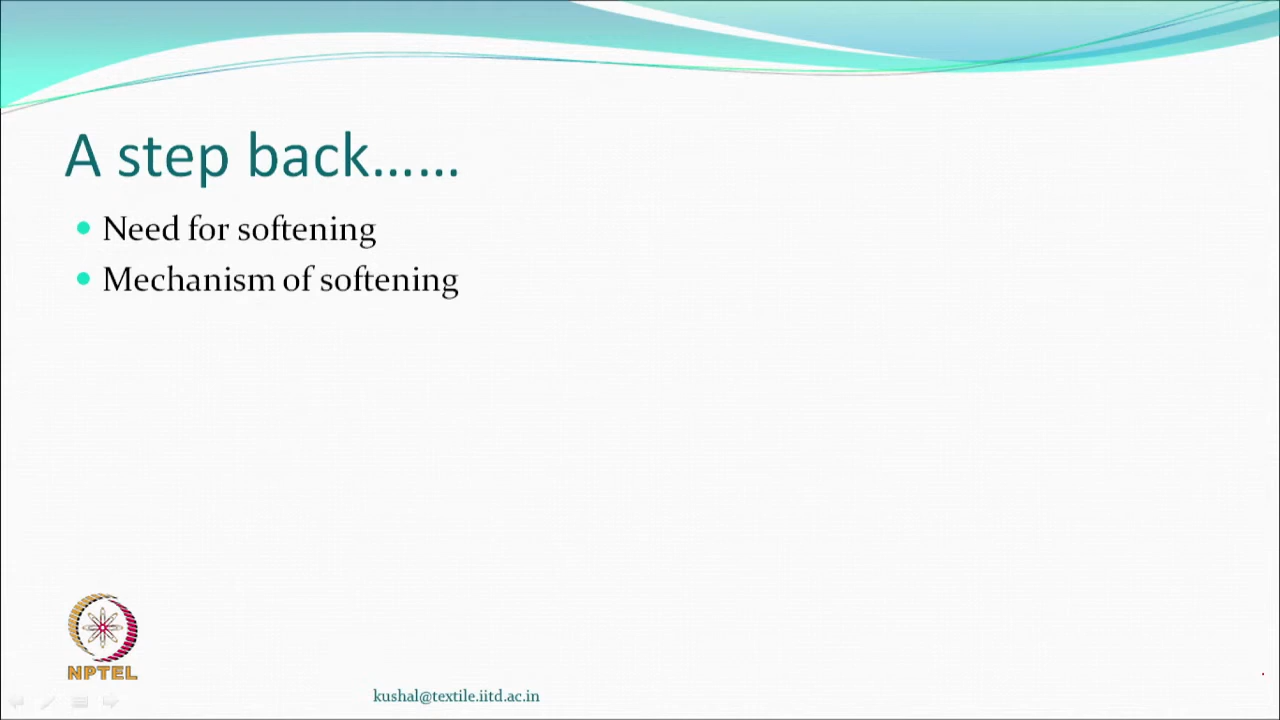 A step back……
Need for softening
Mechanism of softening
NPTEL
kushal@textile.iitd.ac.in